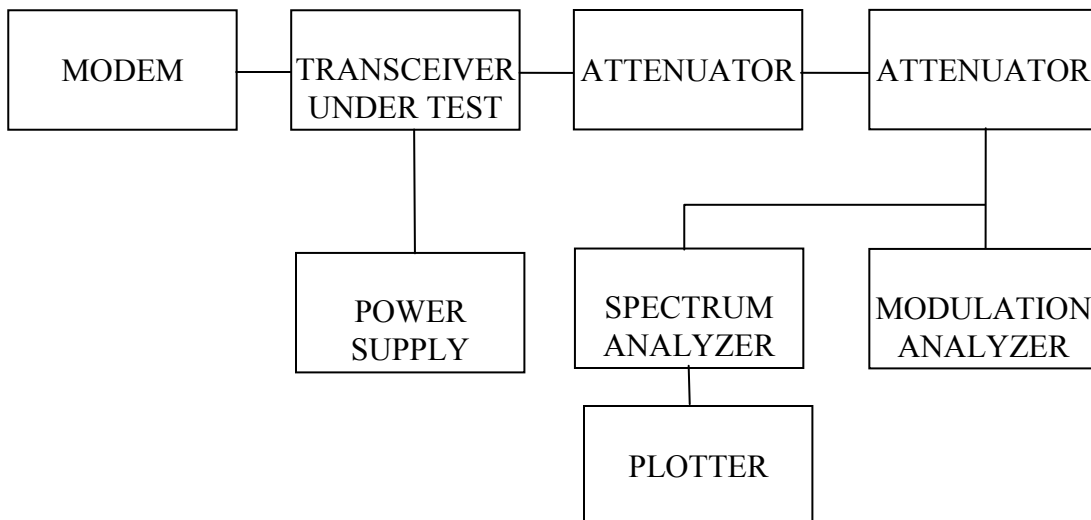 MODEM
TRANSCEIVER
UNDER TEST
ATTENUATOR
ATTENUATOR
POWER
SUPPLY
SPECTRUM
ANALYZER
MODULATION
ANALYZER
PLOTTER